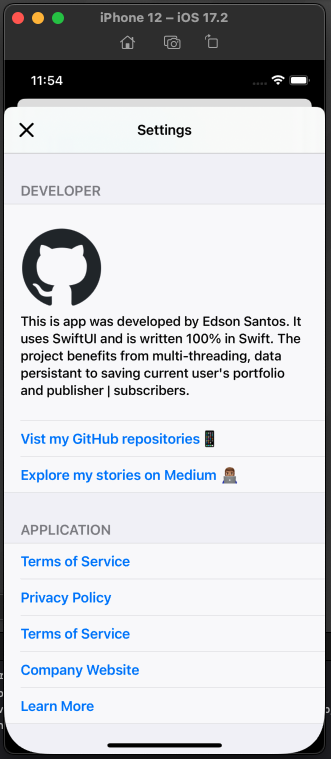 iPhone 12 – iOS 17.2
11:54
Settings
DEVELOPER
This is app was developed by Edson Santos. It
uses SwiftUI and is written 100% in Swift. The
project benefits from multi-threading, data
persistant to saving current user's portfolio
and publisher | subscribers.
Vist my GitHub repositories📱
Explore my stories on Medium 👨🏽‍💻
APPLICATION
Terms of Service
Privacy Policy
Terms of Service
Company Website
Learn More